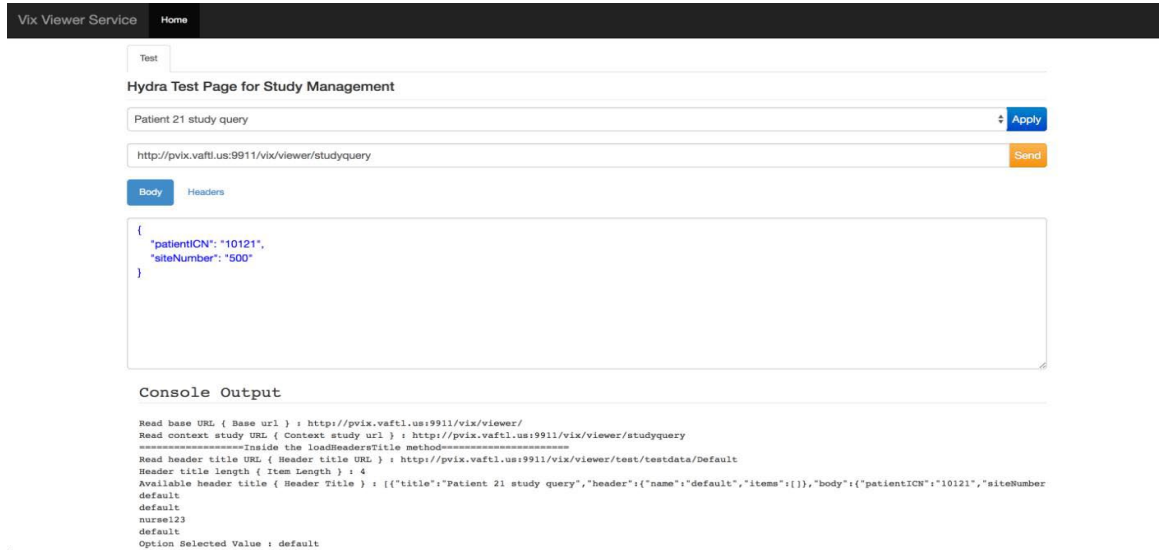 Vix Viewer Service Home
Test
Hydra Test Page for Study Management
Patient 21 study query Apply
http://pvix.vaftl.us:9911/vix/viewer/studyquery Send
Body Headers
{
"patientICN": "10121",
"siteNumber": "500"
}
Console Output
Read base URL { Base url } : http://pvix.vaftl.us:9911/vix/viewer/
Read context study URL { Context study url } : http://pvix.vaftl.us:9911/vix/viewer/studyquery
==================Inside the loadHeadersTitle method======================
Read header title URL { Header title URL } : http://pvix.vaftl.us:9911/vix/viewer/test/testdata/Default
Header title length { Item Length } : 4
Available header title { Header Title } : [{"title":"Patient 21 study query","header":{"name":"default","items":[]},"body":{"patientICN":"10121","siteNumber
default
default
nurse123
default
Option Selected Value : default